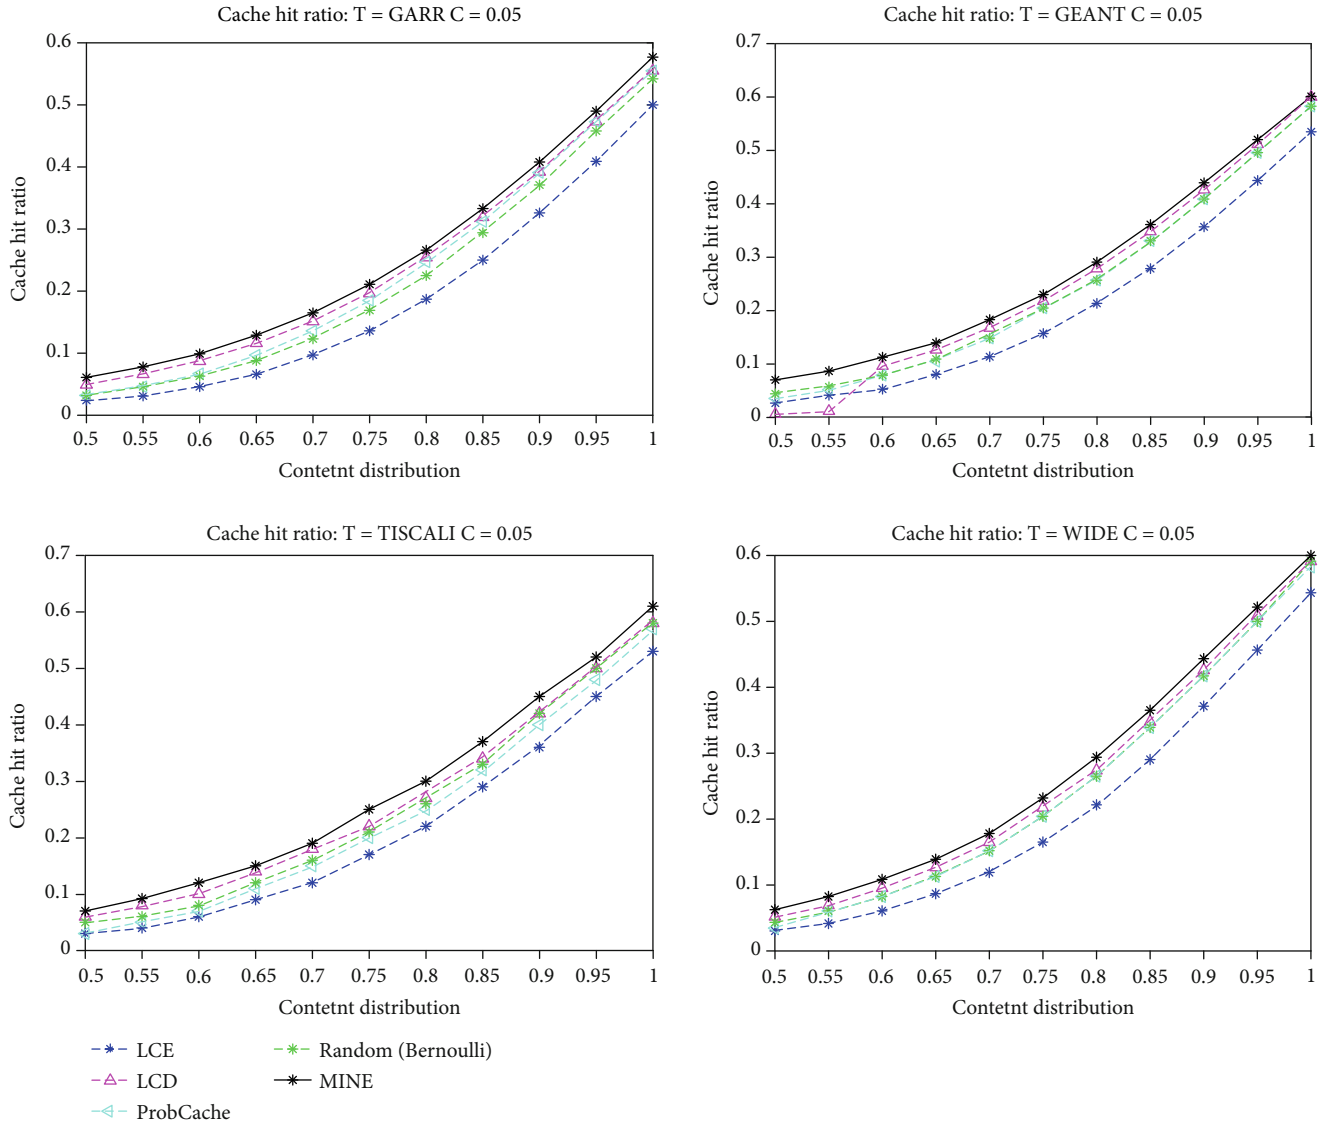 Cache hit ratio: T = GARR C = 0.05
0.6
0.5
0.4
0.3
0.2
0.1
0
Cache hit ratio
0.5 0.55 0.6 0.65 0.7 0.75 0.8 0.85 0.9 0.95 1
Contetnt distribution
Cache hit ratio: T = GEANT C = 0.05
0.7
0.6
0.5
0.4
0.3
0.2
0.1
0
Cache hit ratio
0.5 0.55 0.6 0.65 0.7 0.75 0.8 0.85 0.9 0.95 1
Contetnt distribution
Cache hit ratio: T = TISCALI C = 0.05
0.7
0.6
0.5
0.4
0.3
0.2
0.1
0
Cache hit ratio
0.5 0.55 0.6 0.65 0.7 0.75 0.8 0.85 0.9 0.95 1
Contetnt distribution
Cache hit ratio: T = WIDE C = 0.05
0.6
0.5
0.4
0.3
0.2
0.1
0
Cache hit ratio
0.5 0.55 0.6 0.65 0.7 0.75 0.8 0.85 0.9 0.95 1
Contetnt distribution
LCE
LCD
ProbCache
Random (Bernoulli)
MINE